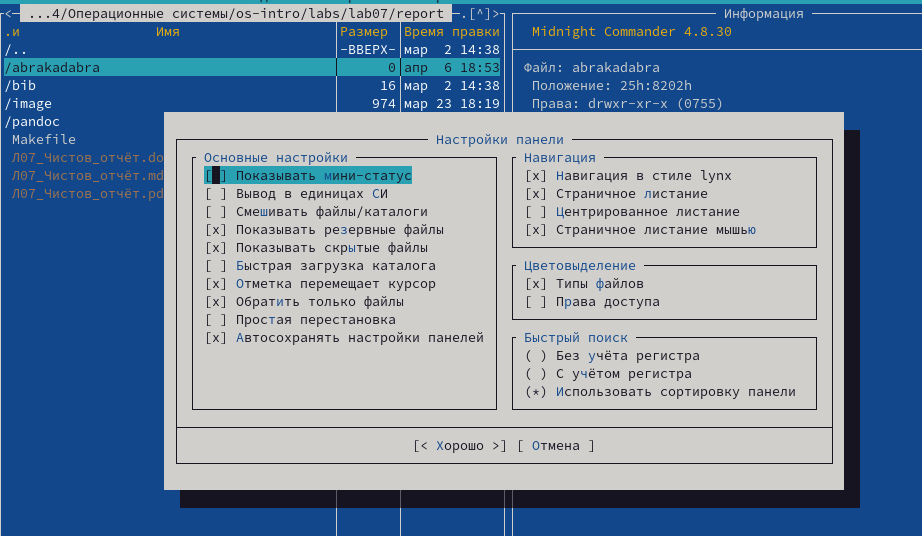 <- ...4/Операционные системы/os-intro/labs/lab07/report -.[^]>
.и Имя Размер Время правки
/.. -ВВЕРХ- мар 2 14:38
/abrakadabra 0 апр 6 18:53
/bib 16 мар 2 14:38
/image 974 мар 23 18:19
/pandoc
Makefile
Л07_Чистов_отчёт.do
Л07_Чистов_отчёт.md
Л07_Чистов_отчёт.pd
Информация
Midnight Commander 4.8.30
Файл: abrakadabra
Положение: 25h:8202h
Права: drwxr-xr-x (0755)
Настройки панели
Основные настройки
[ ] Показывать мини-статус
[ ] Вывод в единицах СИ
[ ] Смешивать файлы/каталоги
[x] Показывать резервные файлы
[x] Показывать скрытые файлы
[ ] Быстрая загрузка каталога
[x] Отметка перемещает курсор
[x] Обратить только файлы
[ ] Простая перестановка
[x] Автосохранять настройки панелей
Навигация
[x] Навигация в стиле lynx
[x] Страничное листание
[ ] Центрированное листание
[x] Страничное листание мышью
Цветовыделение
[x] Типы файлов
[ ] Права доступа
Быстрый поиск
( ) Без учёта регистра
( ) С учётом регистра
(*) Использовать сортировку панели
[< Хорошо >] [ Отмена ]